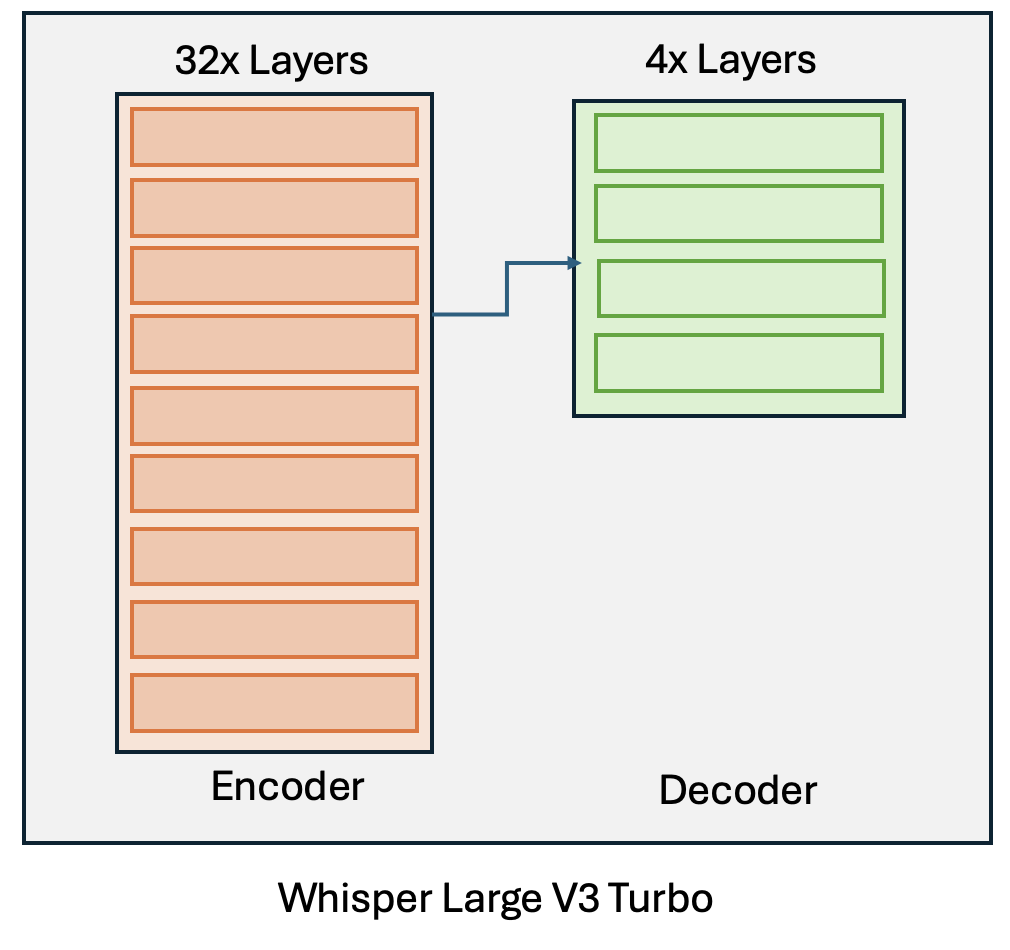 32x Layers
4x Layers
Encoder
Decoder
Whisper Large V3 Turbo